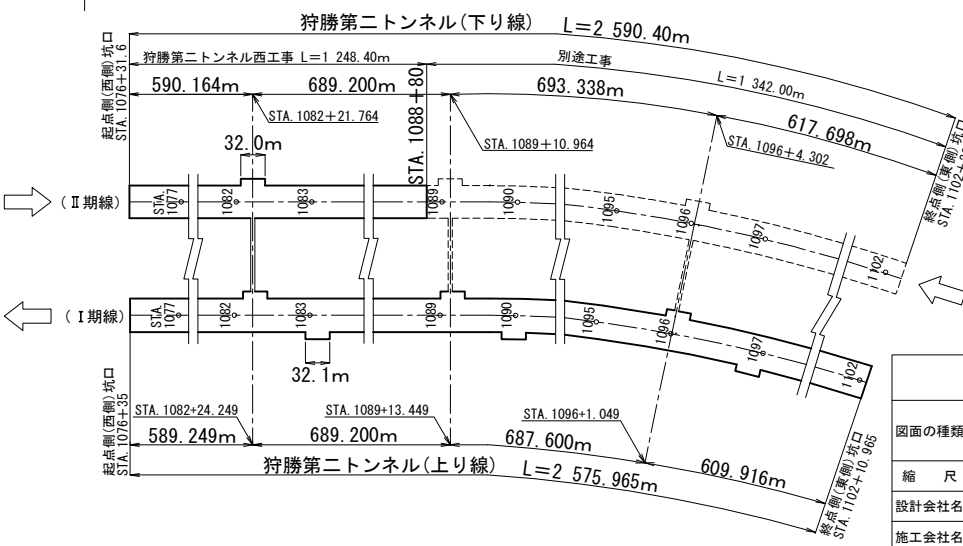 狩勝第二トンネル(下り線) L=2 590.40m
起点側(西側)坑口
STA.1076+31.6
狩勝第二トンネル西工事 L=1 248.40m
別途工事
L=1 342.00m
590.164m
689.200m
693.338m
617.698m
STA.1082+21.764
STA.1088+80
STA.1089+10.964
STA.1096+4.302
終点側(東側)坑口
32.0m
(Ⅱ期線)
STA.
1077
1082
1083
1089
1090
1095
1096
1097
1102
(Ⅰ期線)
STA.
1077
1082
1083
1089
1090
1095
1096
1097
1102
32.1m
起点側(西側)坑口
STA.1076+35
STA.1082+24.249
STA.1089+13.449
STA.1096+1.049
589.249m
689.200m
687.600m
609.916m
狩勝第二トンネル(上り線) L=2 575.965m
終点側(東側)坑口
STA.1102+10.965
図面の種類
縮 尺
設計会社名
施工会社名